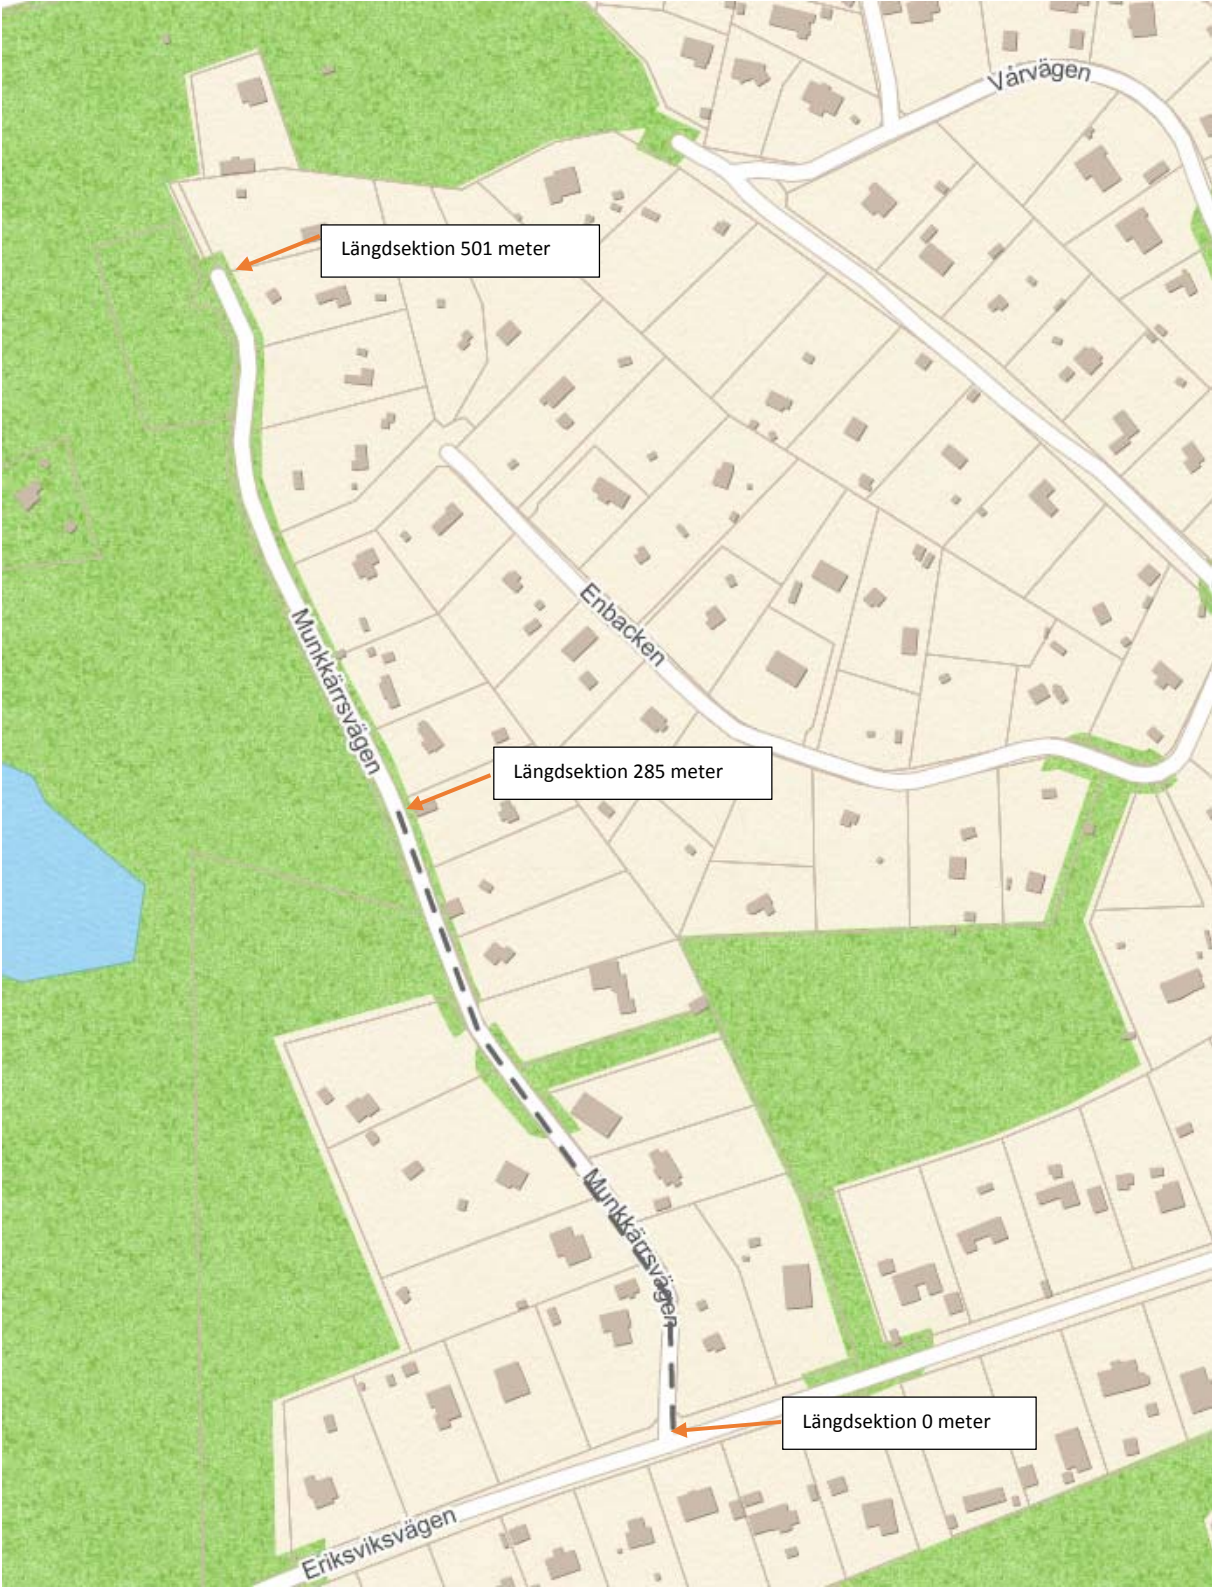 Vårvägen
Längdsektion 501 meter
Enbacken
Munkkärrsvägen
Längdsektion 285 meter
Munkkärrsvägen
Längdsektion 0 meter
Eriksviksvägen